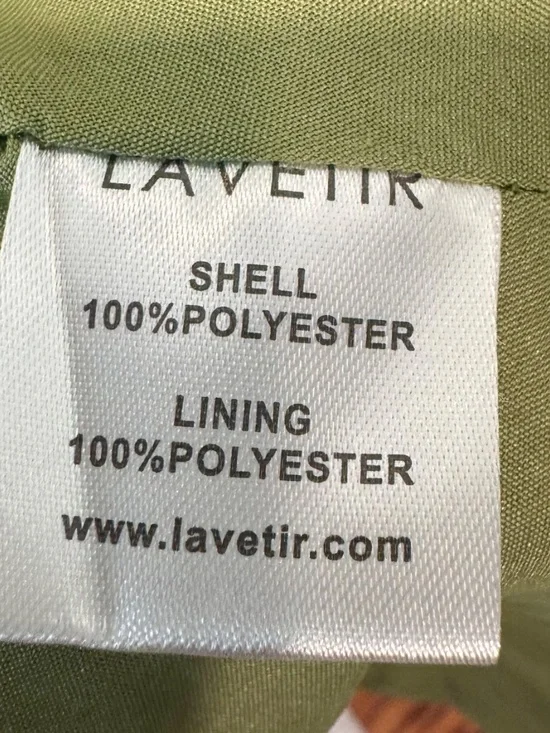 LAVETIR
SHELL
100%POLYESTER
LINING
100%POLYESTER
www.lavetir.com